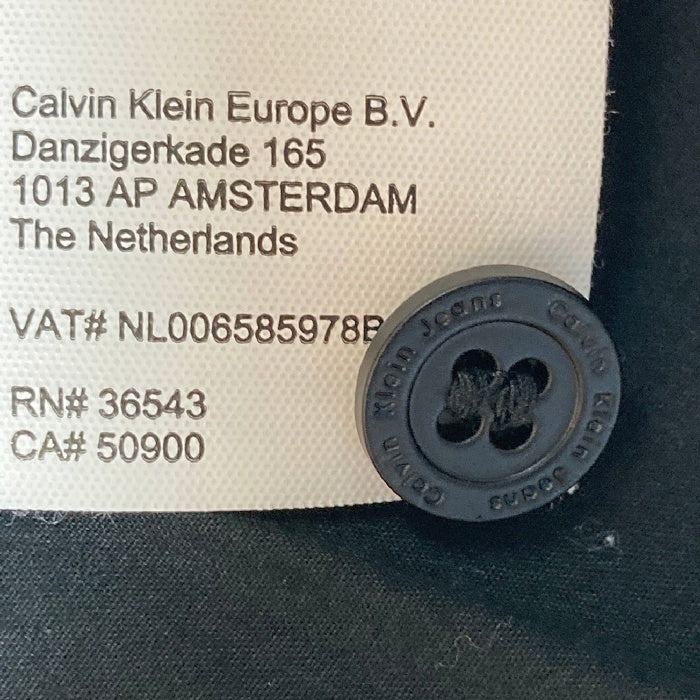 Calvin Klein Europe B.V.
Danzigerkade 165
1013 AP AMSTERDAM
The Netherlands
VAT# NL006585978B
RN# 36543
CA# 50900
Calvin Klein Jeans
Calvin Klein Jeans